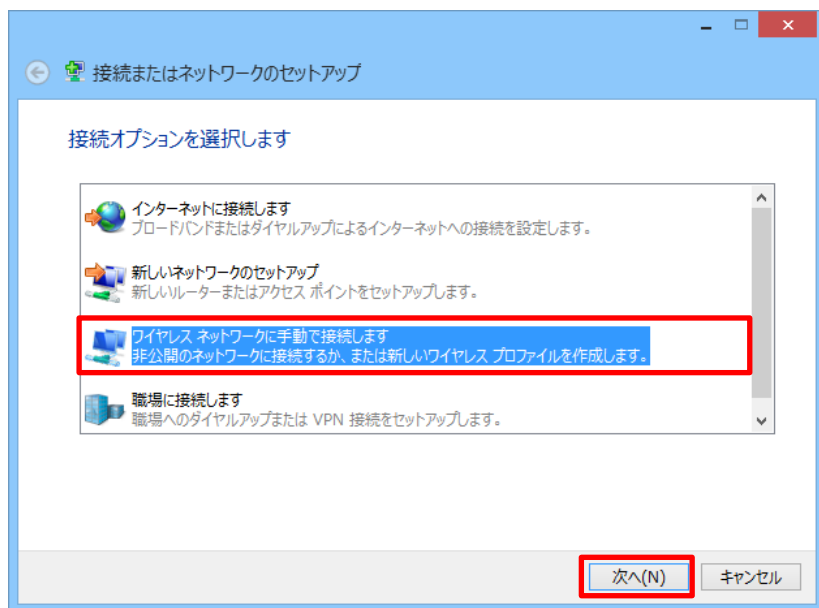 接続またはネットワークのセットアップ
接続オプションを選択します
インターネットに接続します
ブロードバンドまたはダイヤルアップによるインターネットへの接続を設定します。
新しいネットワークのセットアップ
新しいルーターまたはアクセス ポイントをセットアップします。
ワイヤレス ネットワークに手動で接続します
非公開のネットワークに接続するか、または新しいワイヤレス プロファイルを作成します。
職場に接続します
職場へのダイヤルアップまたは VPN 接続をセットアップします。
次へ(N) キャンセル